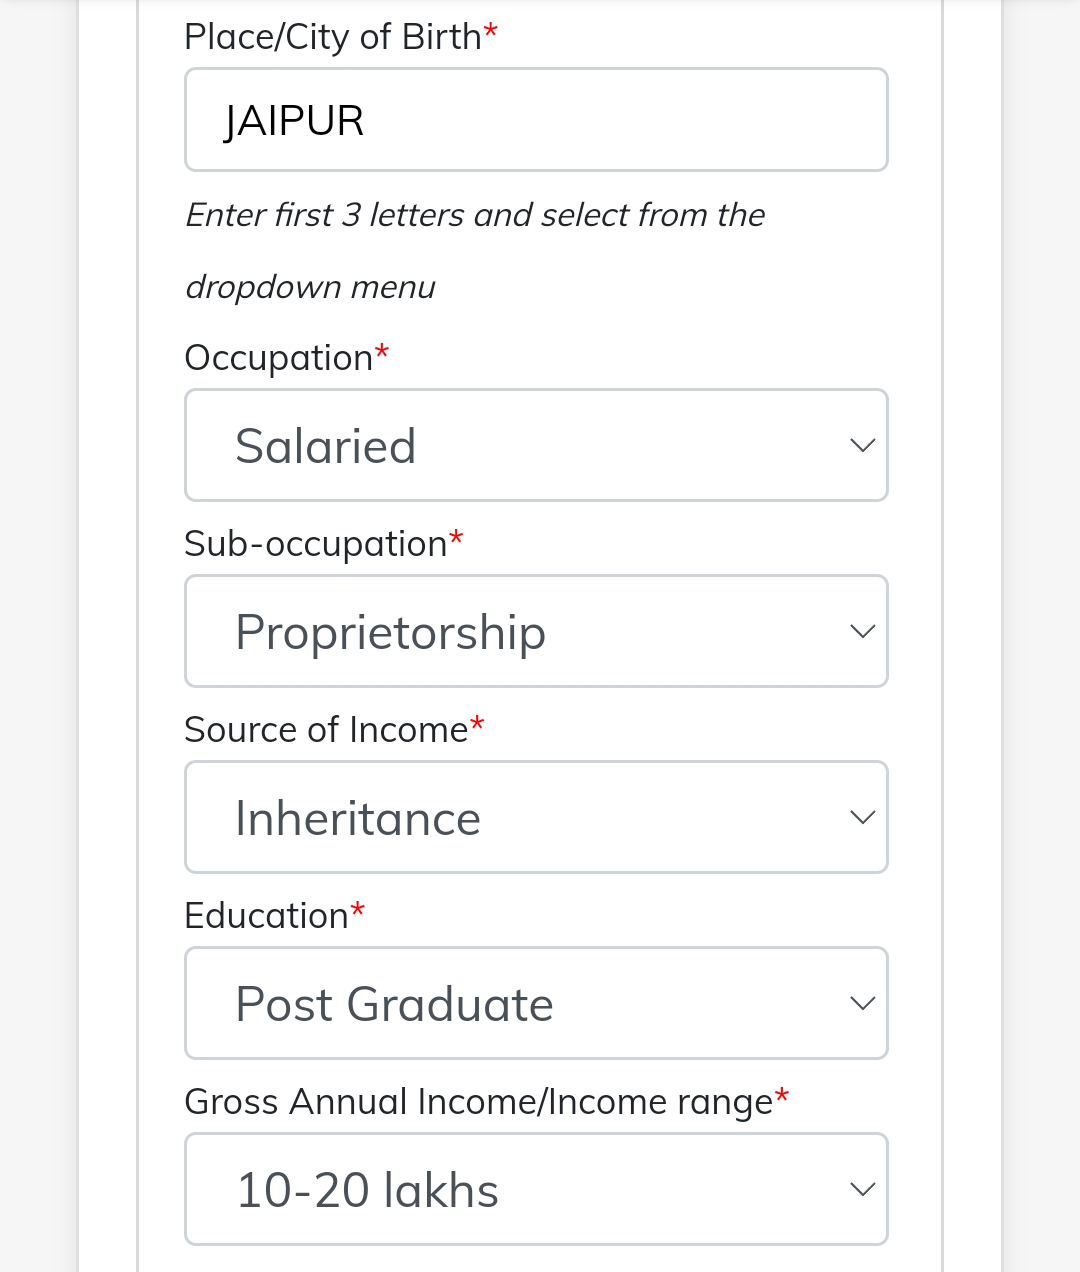 Place/City of Birth*
JAIPUR
Enter first 3 letters and select from the
dropdown menu
Occupation*
Salaried
Sub-occupation*
Proprietorship
Source of Income*
Inheritance
Education*
Post Graduate
Gross Annual Income/Income range*
10-20 lakhs